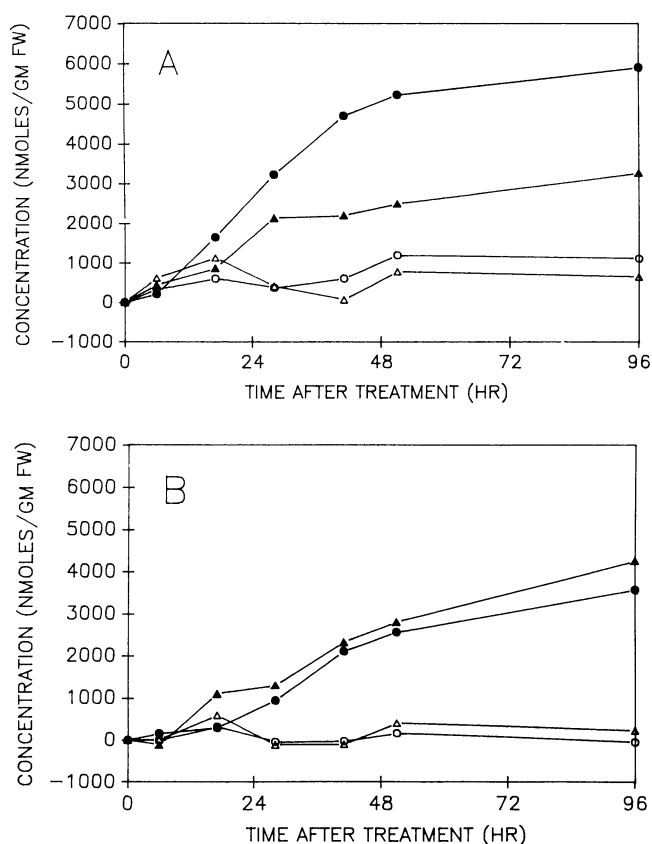 A
CONCENTRATION (NMOLES/GM FW)
7000
6000
5000
4000
3000
2000
1000
0
−1000
0 24 48 72 96
TIME AFTER TREATMENT (HR)
B
CONCENTRATION (NMOLES/GM FW)
7000
6000
5000
4000
3000
2000
1000
0
−1000
0 24 48 72 96
TIME AFTER TREATMENT (HR)